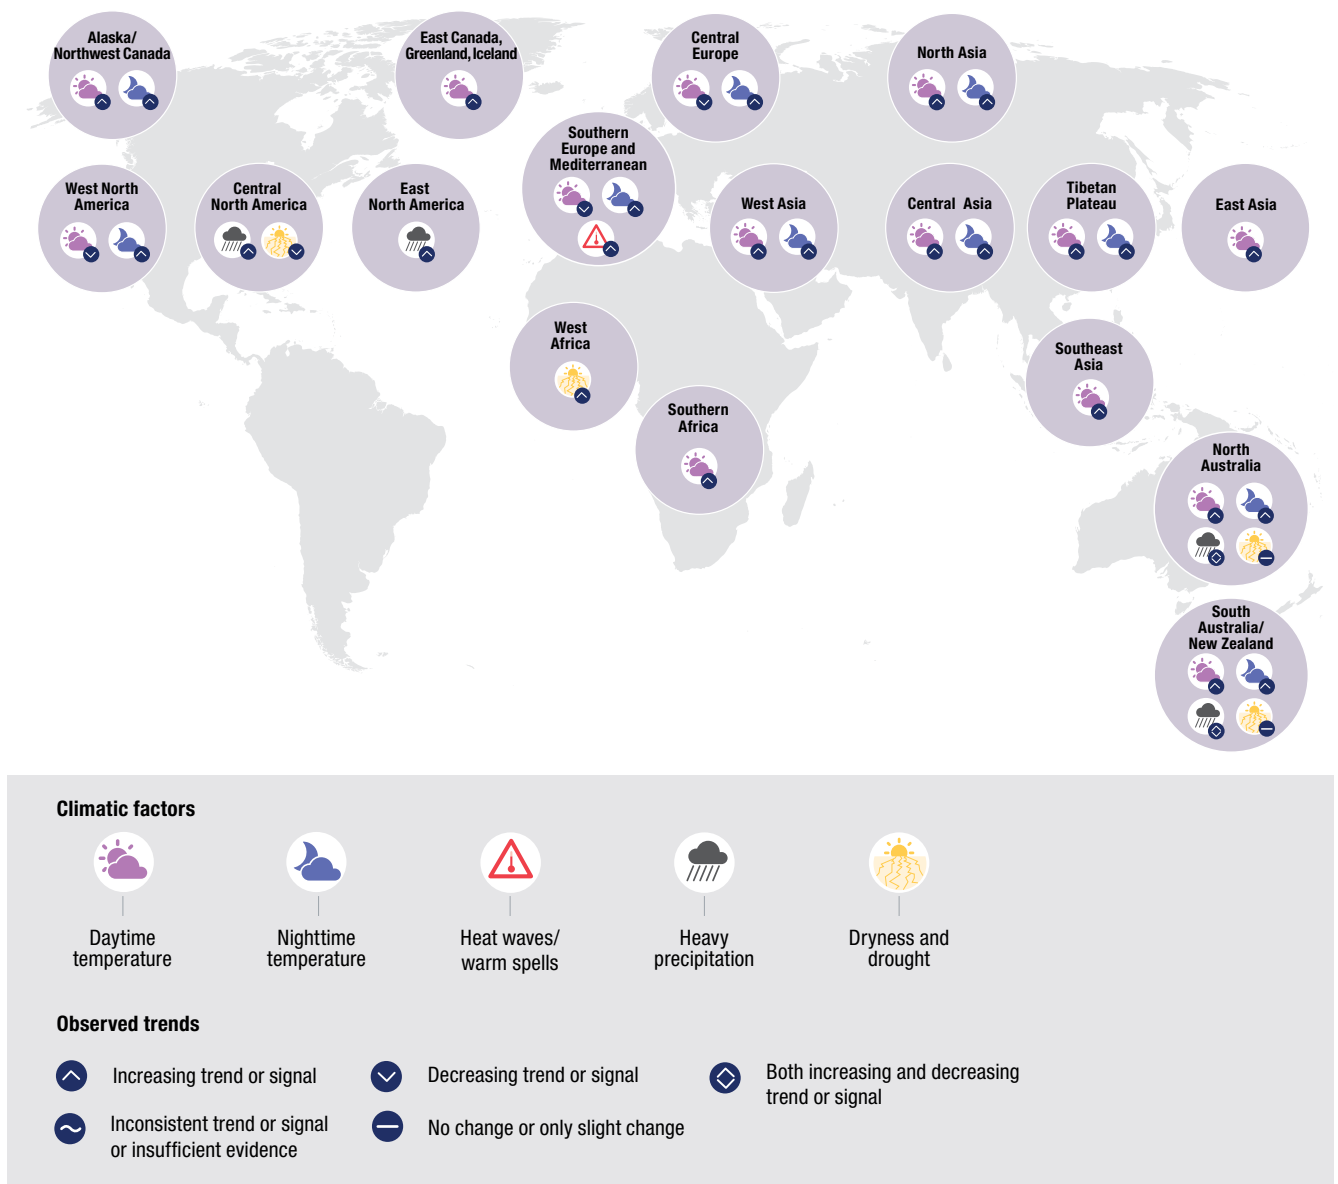 Alaska/
Northwest Canada
East Canada,
Greenland, Iceland
Central
Europe
North Asia
Southern
Europe and
Mediterranean
West North
America
Central
North America
East
North America
West Asia
Central Asia
Tibetan
Plateau
East Asia
West
Africa
Southeast
Asia
Southern
Africa
North
Australia
South
Australia/
New Zealand
Climatic factors
Daytime
temperature
Nighttime
temperature
Heat waves/
warm spells
Heavy
precipitation
Dryness and
drought
Observed trends
Increasing trend or signal
Decreasing trend or signal
Both increasing and decreasing
trend or signal
Inconsistent trend or signal
or insufficient evidence
No change or only slight change